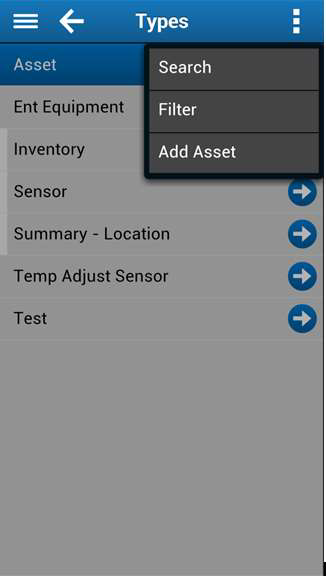 Types
Asset
Search
Ent Equipment
Filter
Inventory
Add Asset
Sensor
Summary - Location
Temp Adjust Sensor
Test